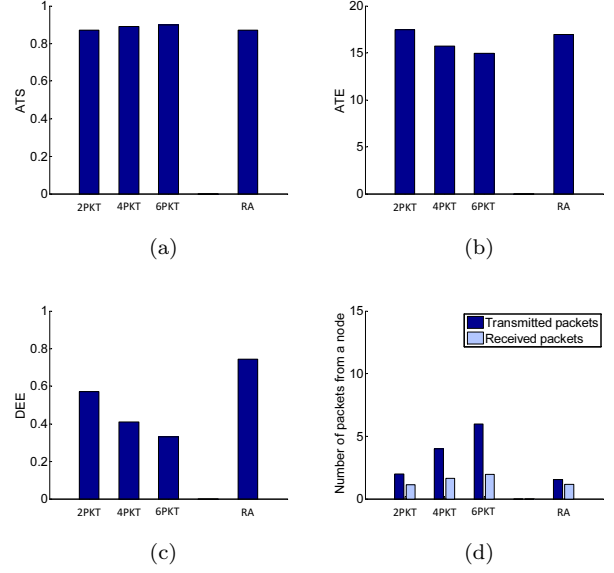 1
0.8
0.6
0.4
0.2
0
ATS
2PKT 4PKT 6PKT RA
(a)
20
15
10
5
0
ATE
2PKT 4PKT 6PKT RA
(b)
1
0.8
0.6
0.4
0.2
0
DEE
2PKT 4PKT 6PKT RA
(c)
15
10
5
0
Number of packets from a node
Transmitted packets
Received packets
2PKT 4PKT 6PKT RA
(d)